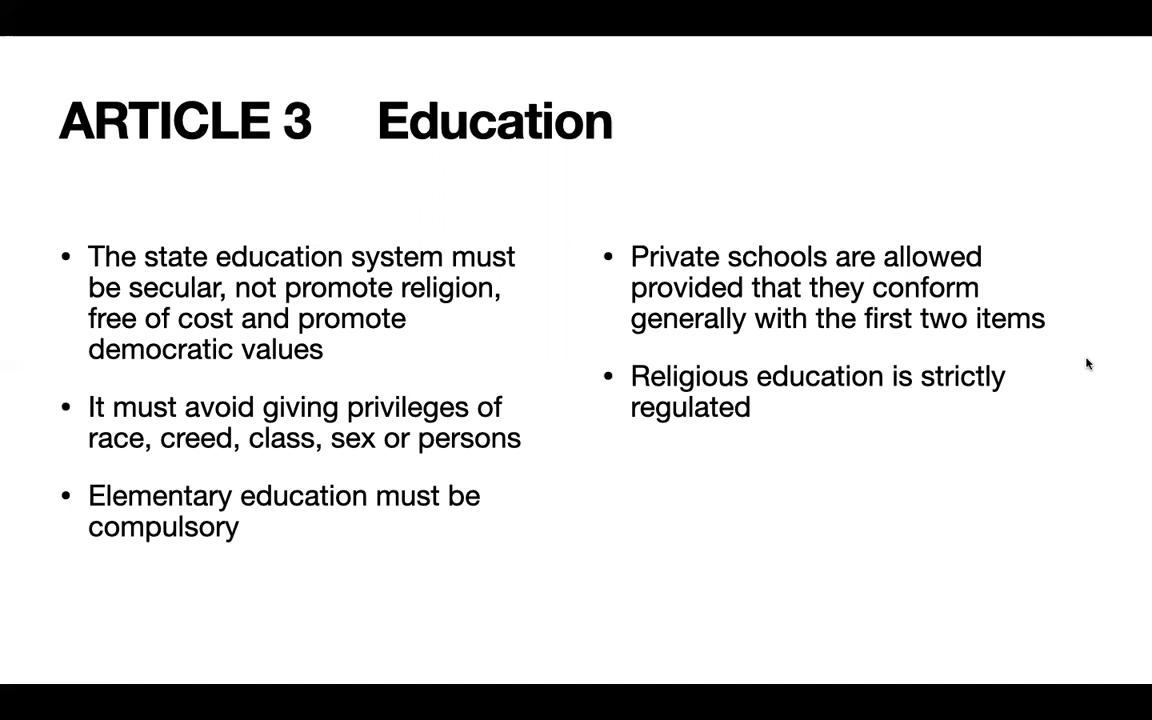 ARTICLE 3 Education
• The state education system must
be secular, not promote religion,
free of cost and promote
democratic values
• It must avoid giving privileges of
race, creed, class, sex or persons
• Elementary education must be
compulsory
• Private schools are allowed
provided that they conform
generally with the first two items
• Religious education is strictly
regulated